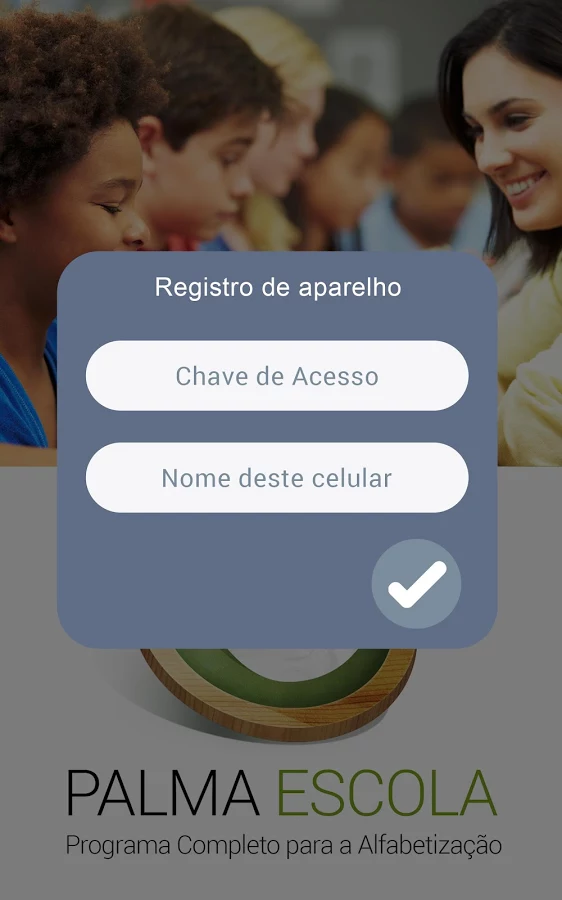 Registro de aparelho
Chave de Acesso
Nome deste celular
PALMA ESCOLA
Programa Completo para a Alfabetização